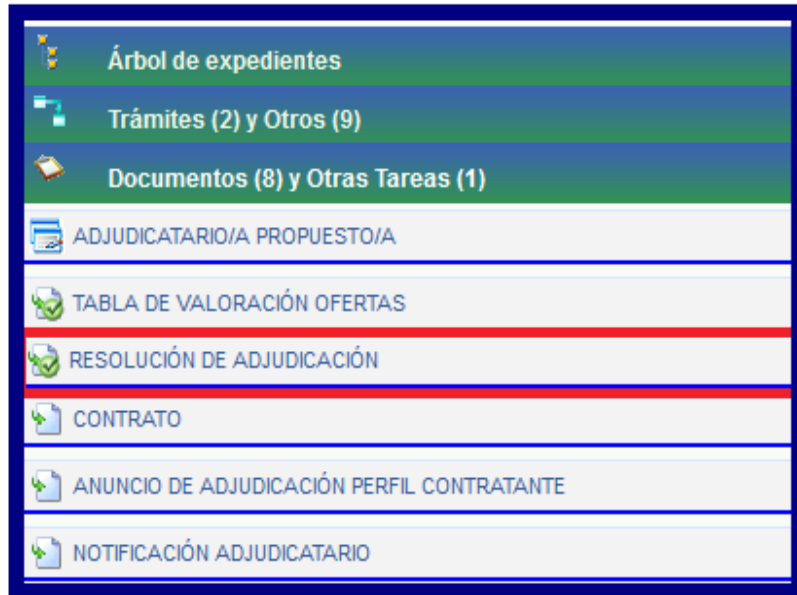 Árbol de expedientes
Trámites (2) y Otros (9)
Documentos (8) y Otras Tareas (1)
ADJUDICATARIO/A PROPUESTO/A
TABLA DE VALORACIÓN OFERTAS
RESOLUCIÓN DE ADJUDICACIÓN
CONTRATO
ANUNCIO DE ADJUDICACIÓN PERFIL CONTRATANTE
NOTIFICACIÓN ADJUDICATARIO